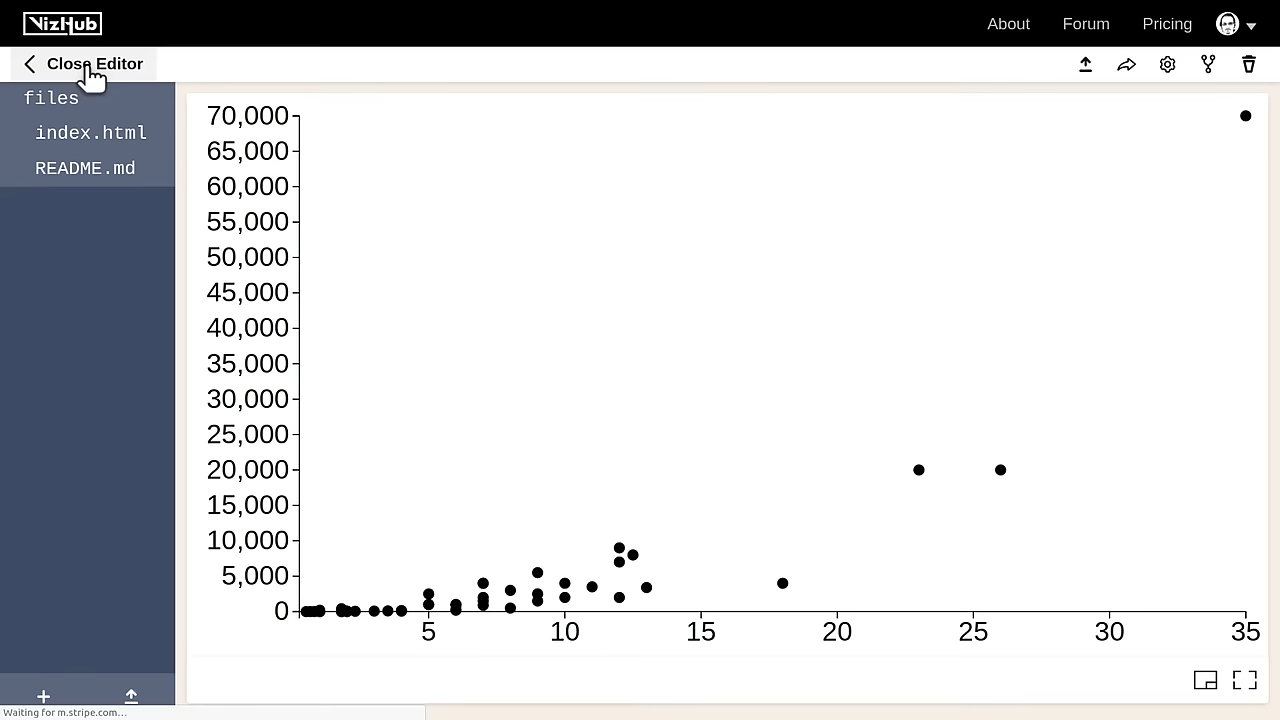 VizHub
About Forum Pricing
Close Editor
files
index.html
README.md
70,000
65,000
60,000
55,000
50,000
45,000
40,000
35,000
30,000
25,000
20,000
15,000
10,000
5,000
0
5 10 15 20 25 30 35
Waiting for m.stripe.com...